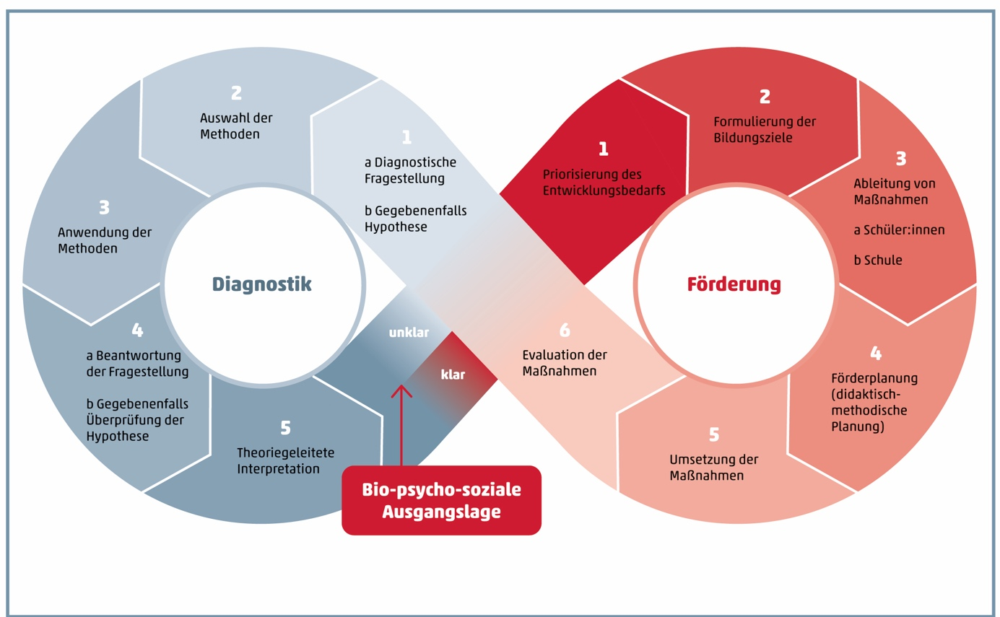 Diagnostik
1
a Diagnostische
Fragestellung
b Gegebenenfalls
Hypothese
2
Auswahl der
Methoden
3
Anwendung der
Methoden
4
a Beantwortung
der Fragestellung
b Gegebenenfalls
Überprüfung der
Hypothese
5
Theoriegeleitete
Interpretation
unklar
klar
Bio-psycho-soziale
Ausgangslage
Förderung
1
Priorisierung des
Entwicklungsbedarfs
2
Formulierung der
Bildungsziele
3
Ableitung von
Maßnahmen
a Schüler:innen
b Schule
4
Förderplanung
(didaktisch-
methodische
Planung)
5
Umsetzung der
Maßnahmen
6
Evaluation der
Maßnahmen